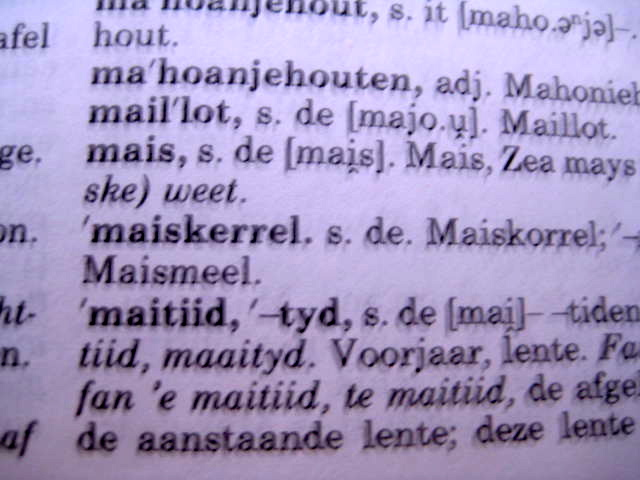 ma'hoanjehout, s. it [maho.ənjə]–.
afel hout.
ma'hoanjehouten, adj. Mahonieh
mail'lot, s. de [majo.u̯]. Maillot.
ge. mais, s. de [mai̯s]. Mais, Zea mays
ske) weet.
on. 'maiskerrel. s. de. Maiskorrel; '–
Maismeel.
ht- 'maitiid, '–tyd, s. de [mai̯]– –tiden
n. tiid, maaityd. Voorjaar, lente. Fa
fan 'e maitiid, te maitiid, de afgel
af de aanstaande lente; deze lente